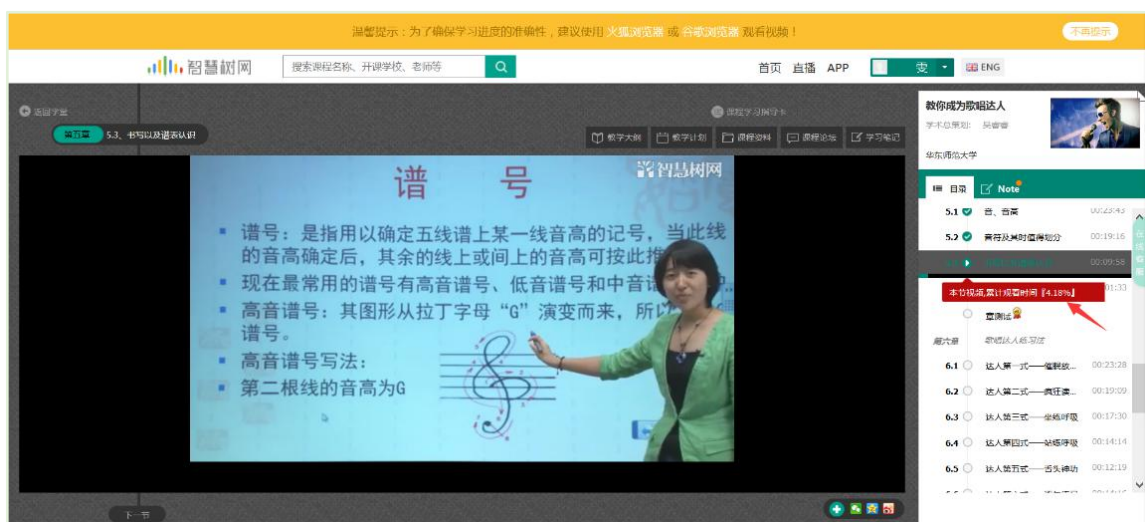 温馨提示：为了确保学习进度的准确性，建议使用 火狐浏览器 或 谷歌浏览器 观看视频！
不再提示
智慧树网
搜索课程名称、开课学校、老师等
首页 直播 APP
雯
ENG
返回学堂
第五章 5.3、书写以及谱表认识
教学大纲 教学计划 课程资料 课程论坛 学习笔记
智慧树网
谱 号
谱号：是指用以确定五线谱上某一线音高的记号，当此线
的音高确定后，其余的线上或间上的音高可按此推
现在最常用的谱号有高音谱号、低音谱号和中音
高音谱号：其图形从拉丁字母“G”演变而来，所
谱号。
高音谱号写法：
第二根线的音高为G
下一节
教你成为歌唱达人
华东师范大学
目录 Note
5.1 音、音高 00:23:43
5.2 音符及其时值得划分 00:19:16
00:09:58
本节视频,累计观看时间『4.18%』
章测试
第六章 歌唱达人练习法
6.1 达人第一式——催眠放... 00:23:28
6.2 达人第二式——疯狂读... 00:19:09
6.3 达人第三式——坐姿呼吸 00:17:30
6.4 达人第四式——站姿呼吸 00:14:14
6.5 达人第五式——舌头神功 00:12:19